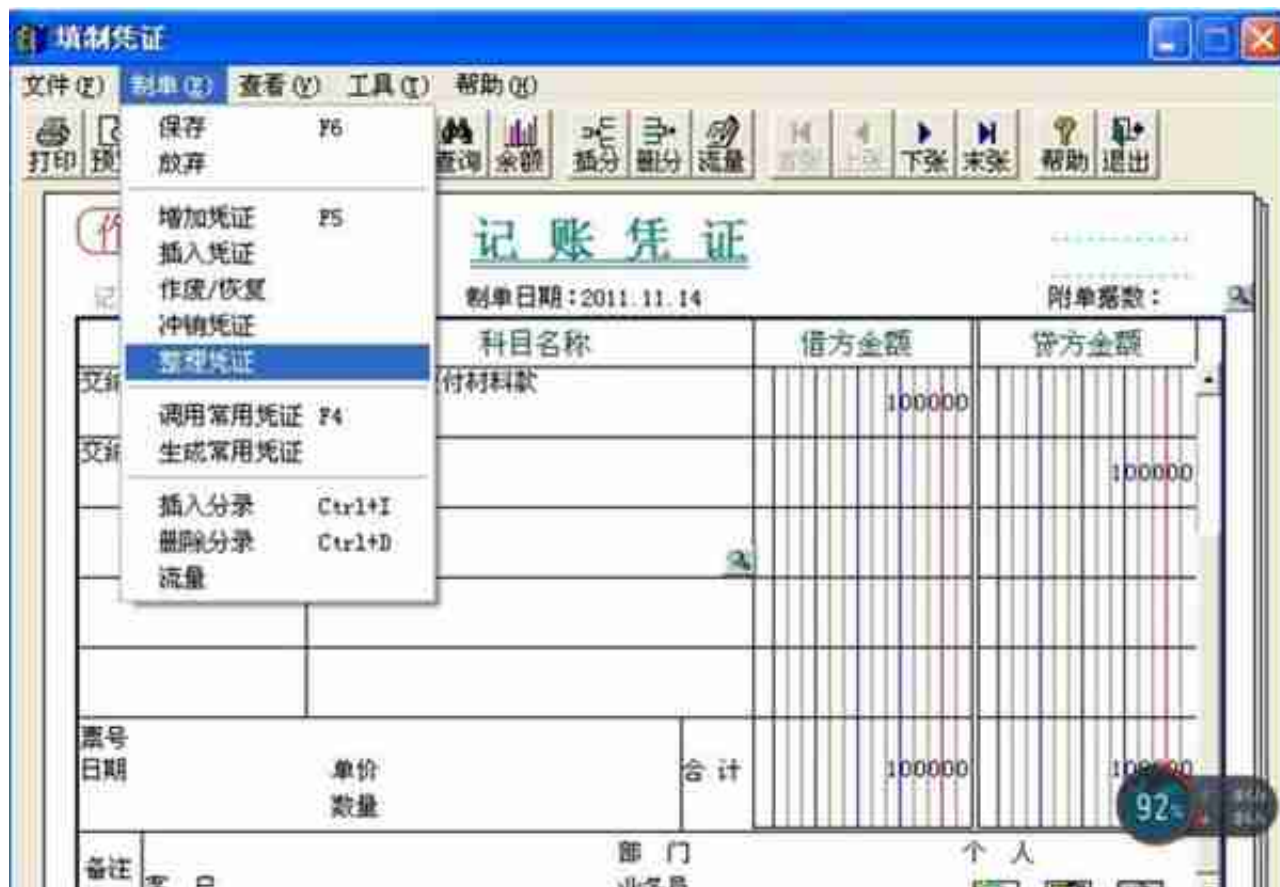 填制凭证
文件(F) 制单(E) 查看(V) 工具(T) 帮助(H)
打印 查询 余额 插分 删分 流量 首张 上张 下张 末张 帮助 退出
保存 F6
放弃
增加凭证 F5
插入凭证
作废/恢复
冲销凭证
整理凭证
调用常用凭证 F4
生成常用凭证
插入分录 Ctrl+I
删除分录 Ctrl+D
流量
记账凭证
制单日期:2011.11.14 附单据数:
科目名称 借方金额 贷方金额
付材料款 100000
100000
票号
日期 单价 合计 100000
数量
备注 部门 个人
92%